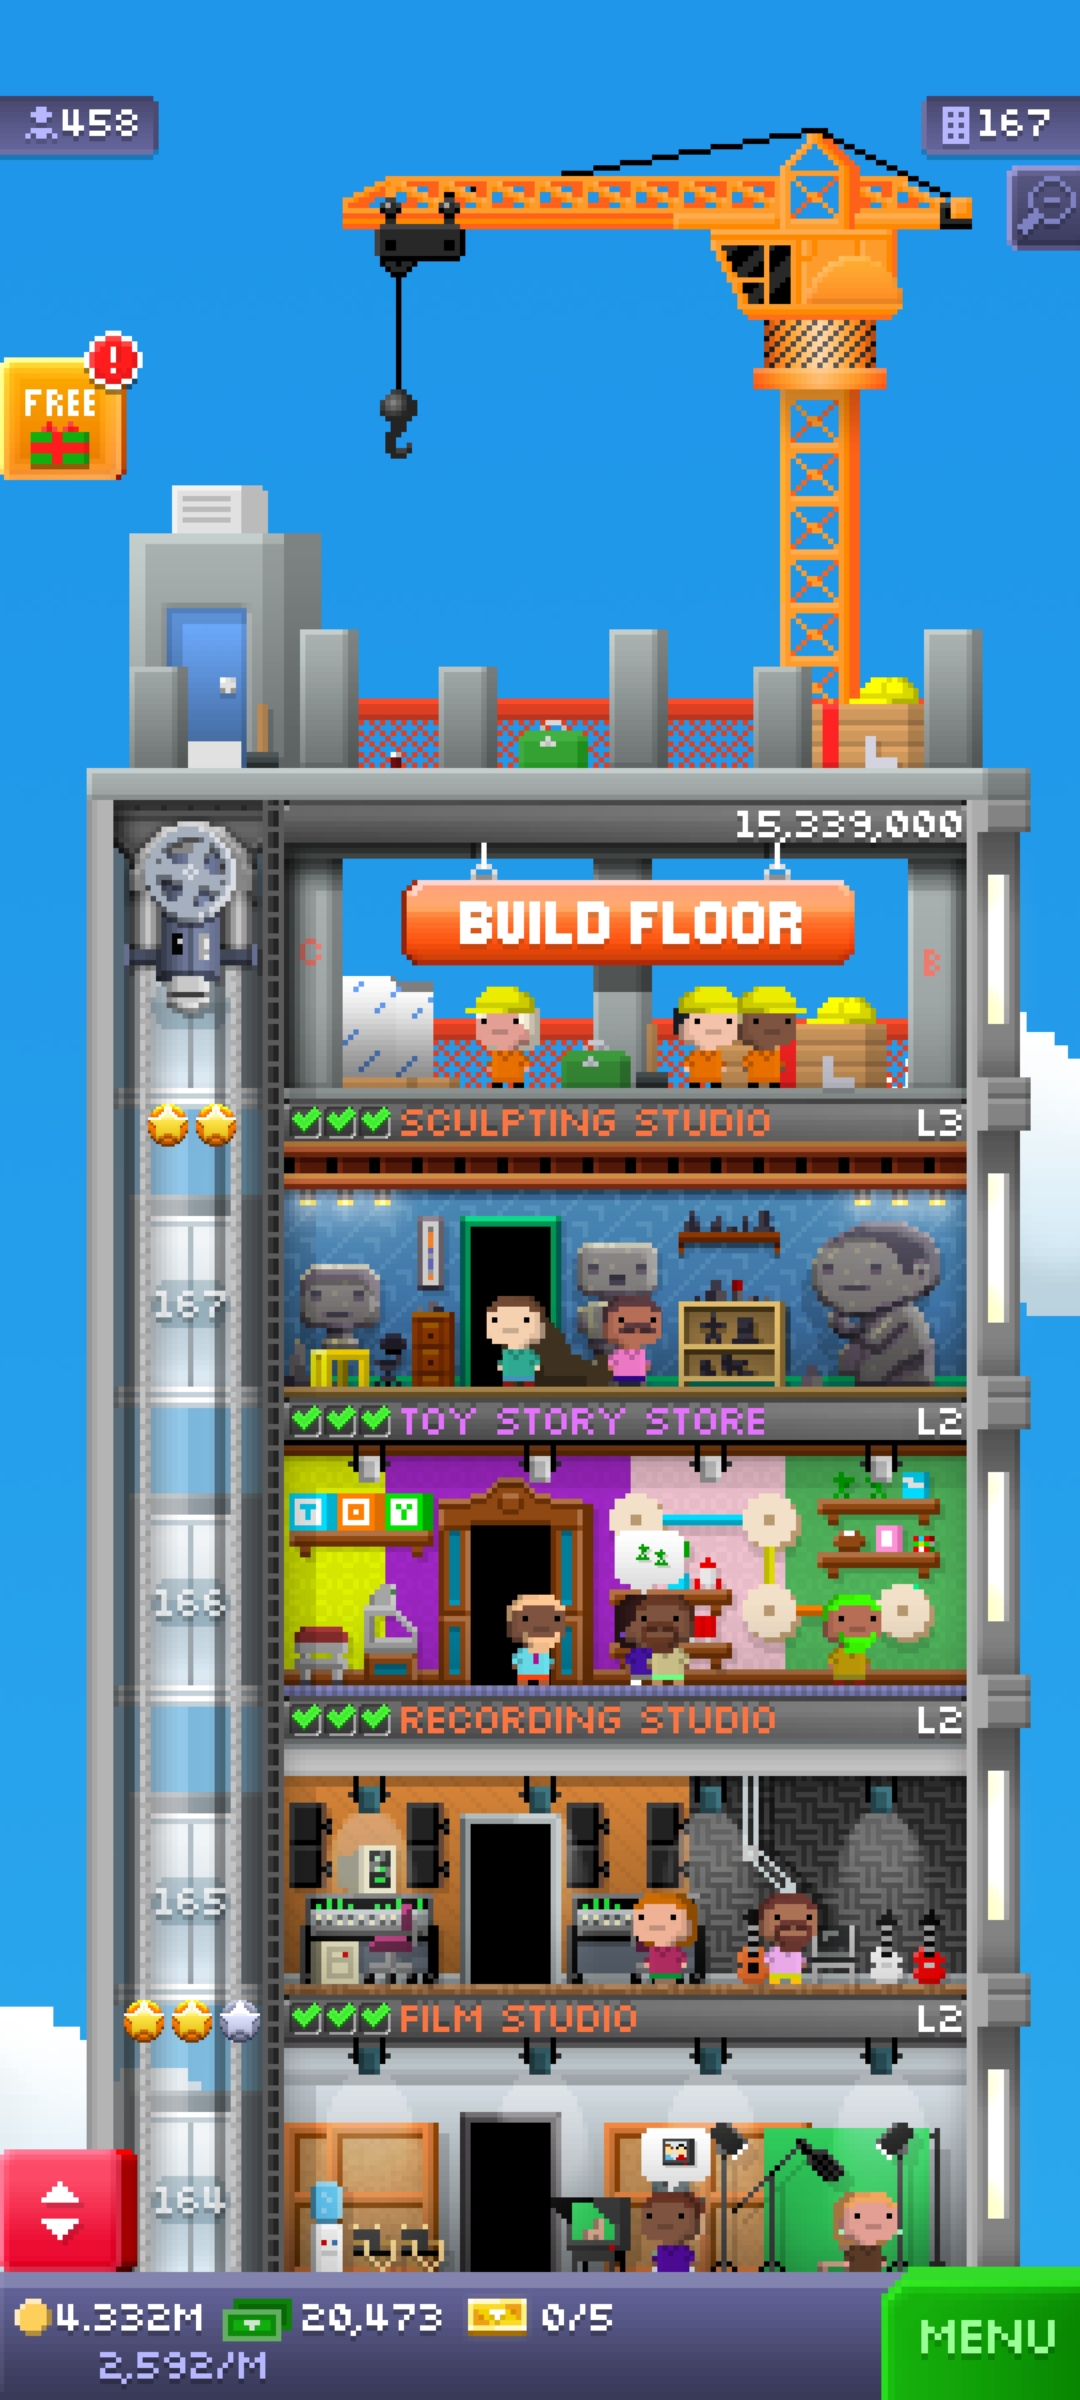 458
167
FREE
15,339,000
BUILD FLOOR
C
B
SCULPTING STUDIO L3
167
TOY STORY STORE L2
T O Y
166
RECORDING STUDIO L2
165
FILM STUDIO L2
164
4.332M 20,473 0/5
2,592/M
MENU